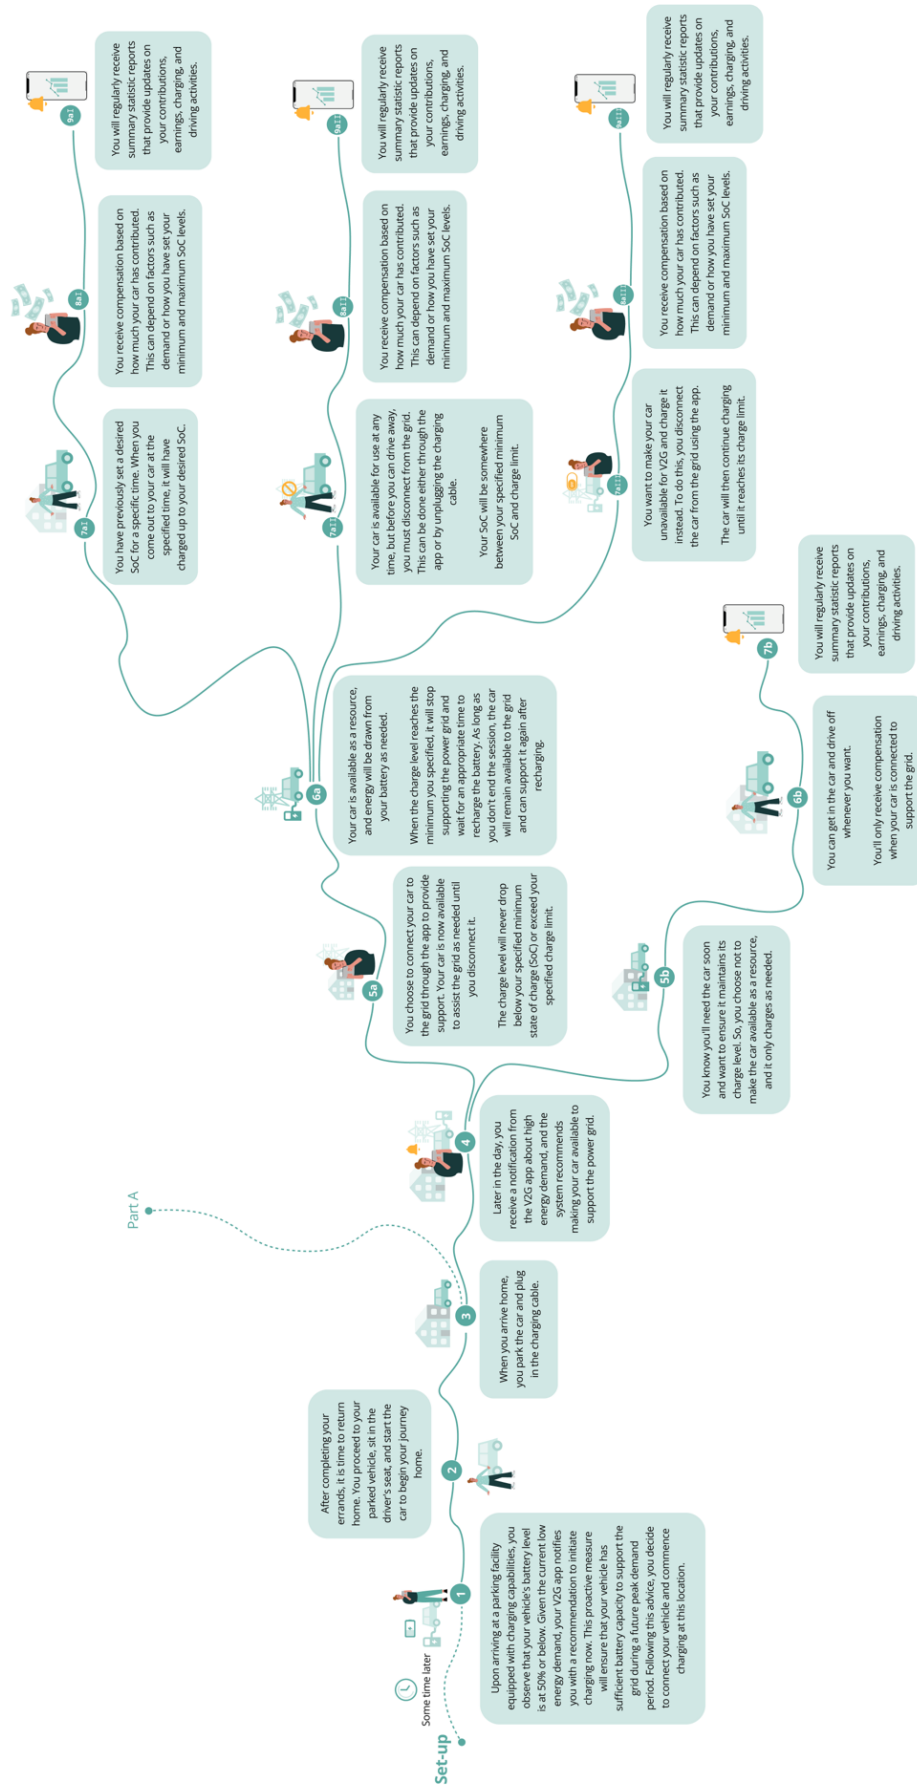 Set-up
Some time later
1
Upon arriving at a parking facility
equipped with charging capabilities, you
observe that your vehicle's battery level
is at 50% or below. Given the current low
energy demand, your V2G app notifies
you with a recommendation to initiate
charging now. This proactive measure
will ensure that your vehicle has
sufficient battery capacity to support the
grid during a future peak demand
period. Following this advice, you decide
to connect your vehicle and commence
charging at this location.
After completing your
errands, it is time to return
home. You proceed to your
parked vehicle, sit in the
driver's seat, and start the
car to begin your journey
home.
2
Part A
3
When you arrive home,
you park the car and plug
in the charging cable.
4
Later in the day, you
receive a notification from
the V2G app about high
energy demand, and the
system recommends
making your car available to
support the power grid.
5a
You choose to connect your car to
the grid through the app to provide
support. Your car is now available
to assist the grid as needed until
you disconnect it.
The charge level will never drop
below your specified minimum
state of charge (SoC) or exceed your
specified charge limit.
6a
Your car is available as a resource,
and energy will be drawn from
your battery as needed.
When the charge level reaches the
minimum you specified, it will stop
supporting the power grid and
wait for an appropriate time to
recharge the battery. As long as
you don't end the session, the car
will remain available to the grid
and can support it again after
recharging.
7aI
You have previously set a desired
SoC for a specific time. When you
come out to your car at the
specified time, it will have
charged up to your desired SoC.
8aI
You receive compensation based on
how much your car has contributed.
This can depend on factors such as
demand or how you have set your
minimum and maximum SoC levels.
9aI
You will regularly receive
summary statistic reports
that provide updates on
your contributions,
earnings, charging, and
driving activities.
7aII
Your car is available for use at any
time, but before you can drive away,
you must disconnect from the grid.
This can be done either through the
app or by unplugging the charging
cable.
Your SoC will be somewhere
between your specified minimum
SoC and charge limit.
8aII
You receive compensation based on
how much your car has contributed.
This can depend on factors such as
demand or how you have set your
minimum and maximum SoC levels.
9aII
You will regularly receive
summary statistic reports
that provide updates on
your contributions,
earnings, charging, and
driving activities.
7aIII
You want to make your car
unavailable for V2G and charge it
instead. To do this, you disconnect
the car from the grid using the app.
The car will then continue charging
until it reaches its charge limit.
8aIII
You receive compensation based on
how much your car has contributed.
This can depend on factors such as
demand or how you have set your
minimum and maximum SoC levels.
9aIII
You will regularly receive
summary statistic reports
that provide updates on
your contributions,
earnings, charging, and
driving activities.
5b
You know you'll need the car soon
and want to ensure it maintains its
charge level. So, you choose not to
make the car available as a resource,
and it only charges as needed.
6b
You can get in the car and drive off
whenever you want.
You'll only receive compensation
when your car is connected to
support the grid.
7b
You will regularly receive
summary statistic reports
that provide updates on
your contributions,
earnings, charging, and
driving activities.